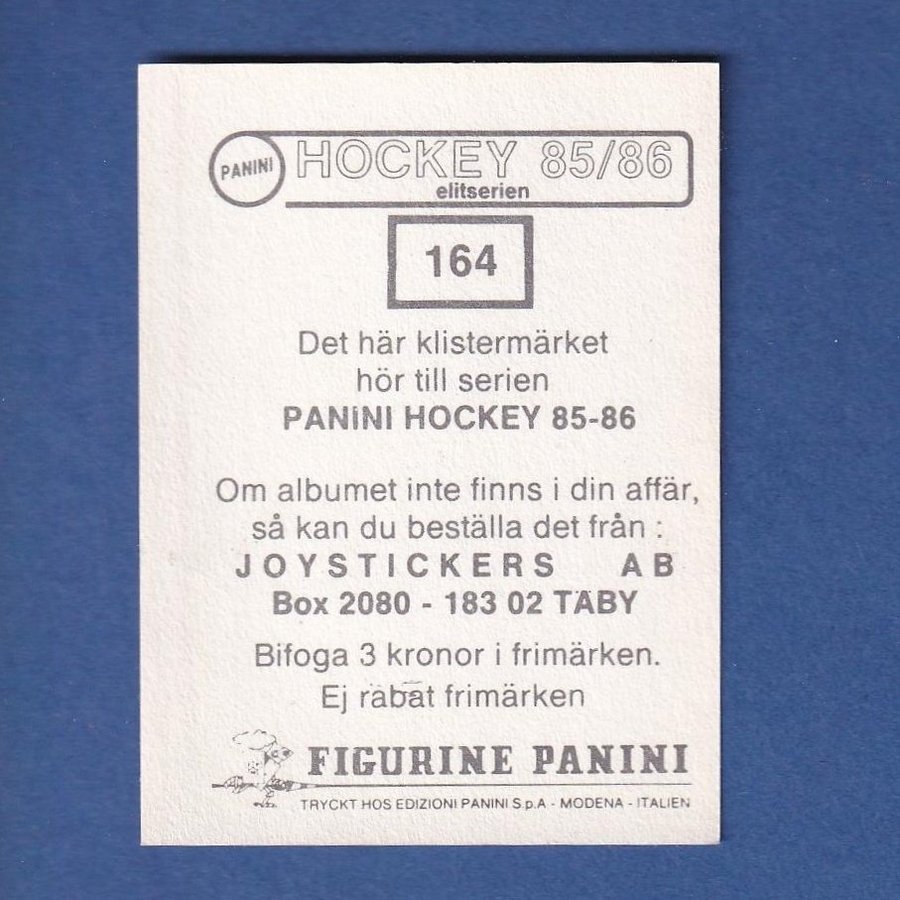 PANINI
HOCKEY 85/86
elitserien
164
Det här klistermärket
hör till serien
PANINI HOCKEY 85-86
Om albumet inte finns i din affär,
så kan du beställa det från :
JOYSTICKERS AB
Box 2080 - 183 02 TÄBY
Bifoga 3 kronor i frimärken.
Ej räbat frimärken
FIGURINE PANINI
TRYCKT HOS EDIZIONI PANINI S.p.A - MODENA - ITALIEN